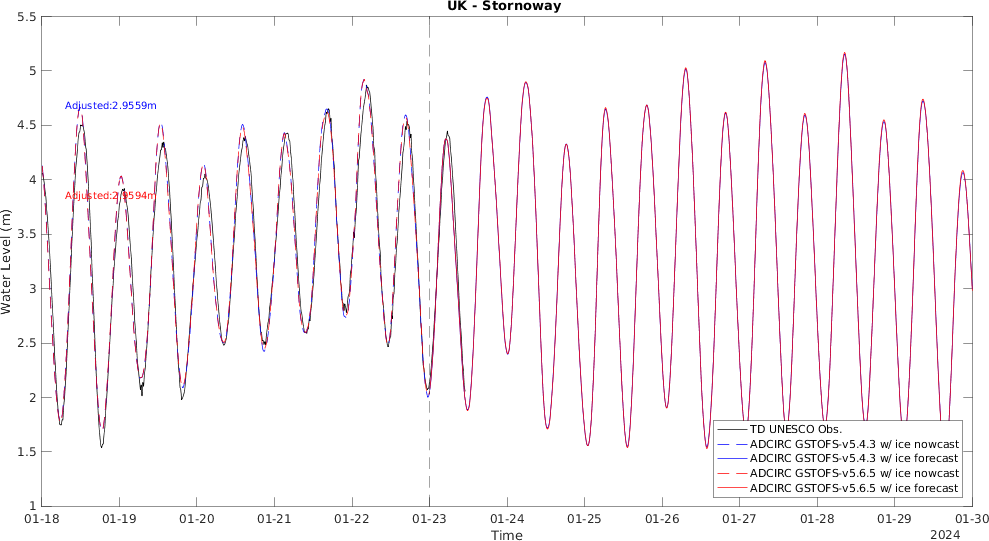 UK - Stornoway
5.5
5
4.5
4
3.5
3
2.5
2
1.5
1
Water Level (m)
Adjusted:2.9559m
Adjusted:2.9594m
TD UNESCO Obs.
ADCIRC GSTOFS-v5.4.3 w/ ice nowcast
ADCIRC GSTOFS-v5.4.3 w/ ice forecast
ADCIRC GSTOFS-v5.6.5 w/ ice nowcast
ADCIRC GSTOFS-v5.6.5 w/ ice forecast
01-18 01-19 01-20 01-21 01-22 01-23 01-24 01-25 01-26 01-27 01-28 01-29 01-30
Time
2024